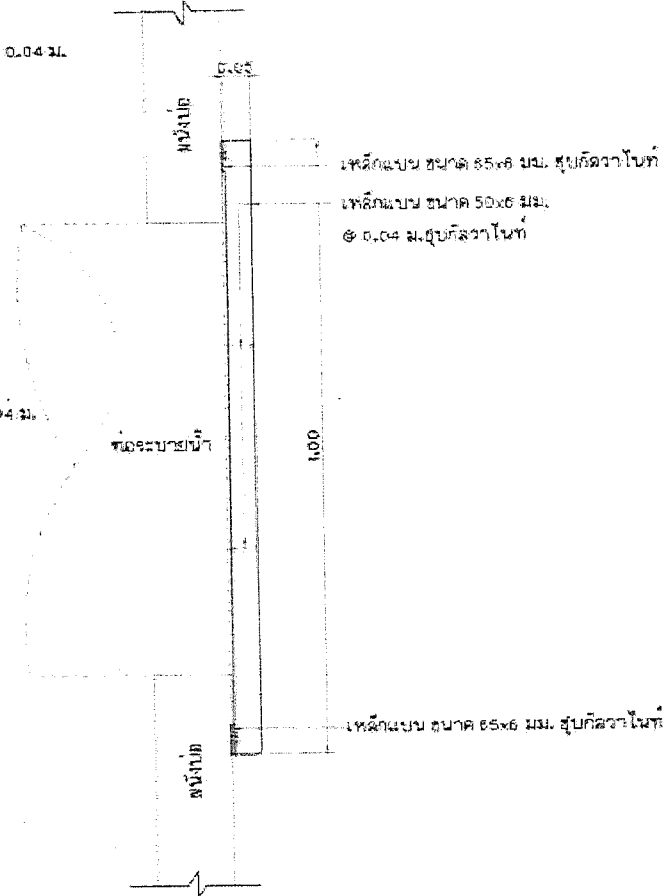 0.04 ม.
0.05
ผนังบ่อ
เหล็กแบน ขนาด 65x6 มม. ชุบกัลวาไนท์
เหล็กแบน ขนาด 50x6 มม.
@ 0.04 ม.ชุบกัลวาไนท์
ม.
ท่อระบายน้ำ
1.00
เหล็กแบน ขนาด 65x6 มม. ชุบกัลวาไนท์
ผนังบ่อ